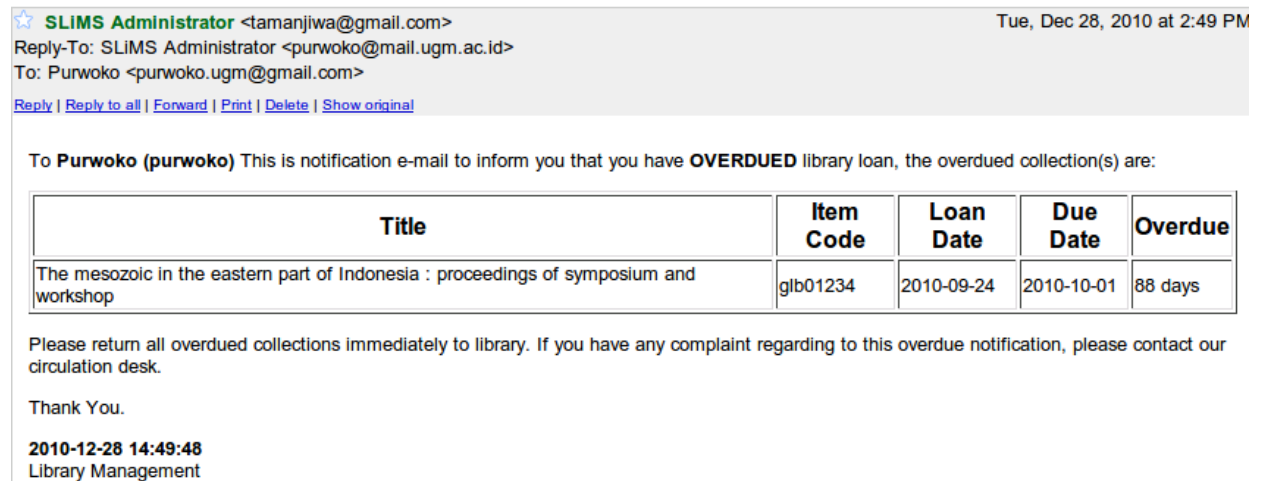 SLiMS Administrator <tamanjiwa@gmail.com> Tue, Dec 28, 2010 at 2:49 PM
Reply-To: SLiMS Administrator <purwoko@mail.ugm.ac.id>
To: Purwoko <purwoko.ugm@gmail.com>
Reply | Reply to all | Forward | Print | Delete | Show original
To Purwoko (purwoko) This is notification e-mail to inform you that you have OVERDUED library loan, the overdued collection(s) are:
Title Item Code Loan Date Due Date Overdue
The mesozoic in the eastern part of Indonesia : proceedings of symposium and
workshop glb01234 2010-09-24 2010-10-01 88 days
Please return all overdued collections immediately to library. If you have any complaint regarding to this overdue notification, please contact our
circulation desk.
Thank You.
2010-12-28 14:49:48
Library Management